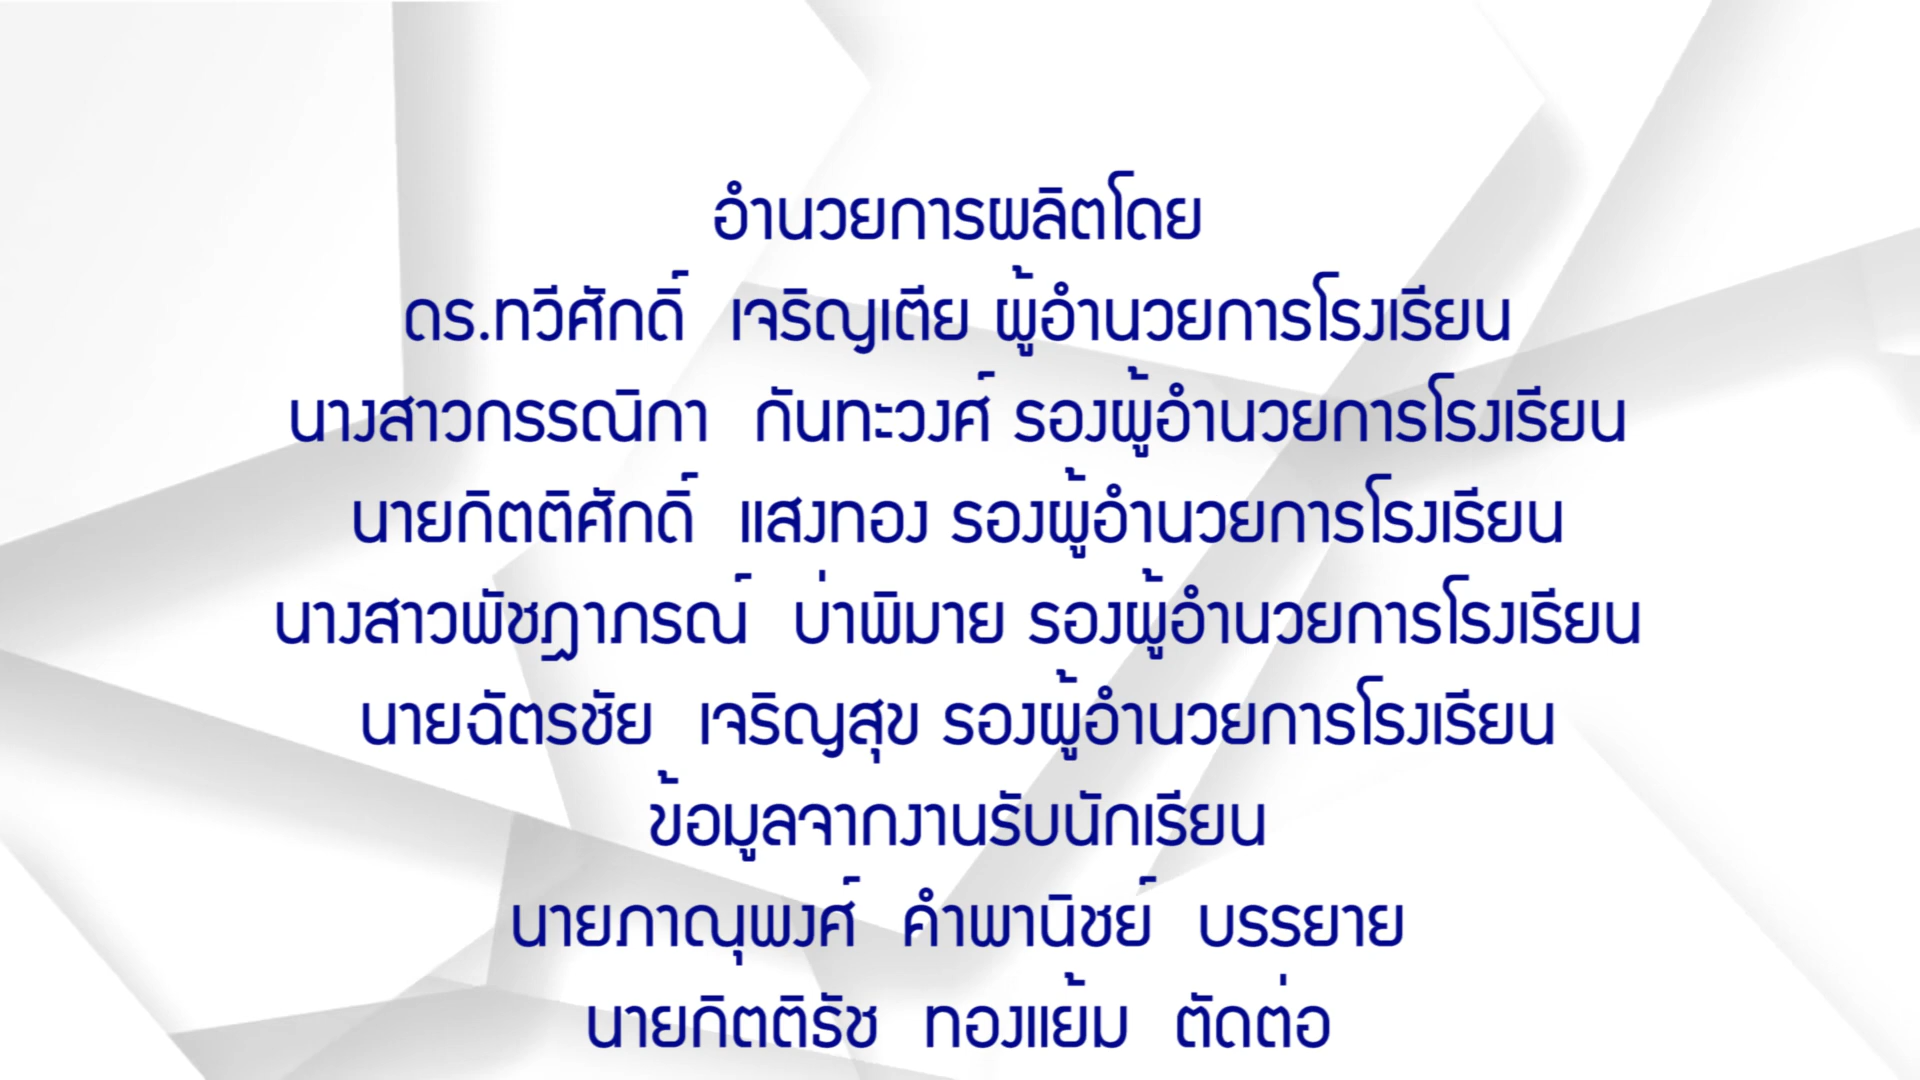 อำนวยการผลิตโดย
ดร.ทวีศักดิ์ เจริญเตีย ผู้อำนวยการโรงเรียน
นางสาวกรรณิกา กันทะวงศ์ รองผู้อำนวยการโรงเรียน
นายกิตติศักดิ์ แสงทอง รองผู้อำนวยการโรงเรียน
นางสาวพัชฎาภรณ์ บ่าพิมาย รองผู้อำนวยการโรงเรียน
นายฉัตรชัย เจริญสุข รองผู้อำนวยการโรงเรียน
ข้อมูลจากงานรับนักเรียน
นายภาณุพงศ์ คำพานิชย์ บรรยาย
นายกิตติธัช ทองแย้ม ตัดต่อ